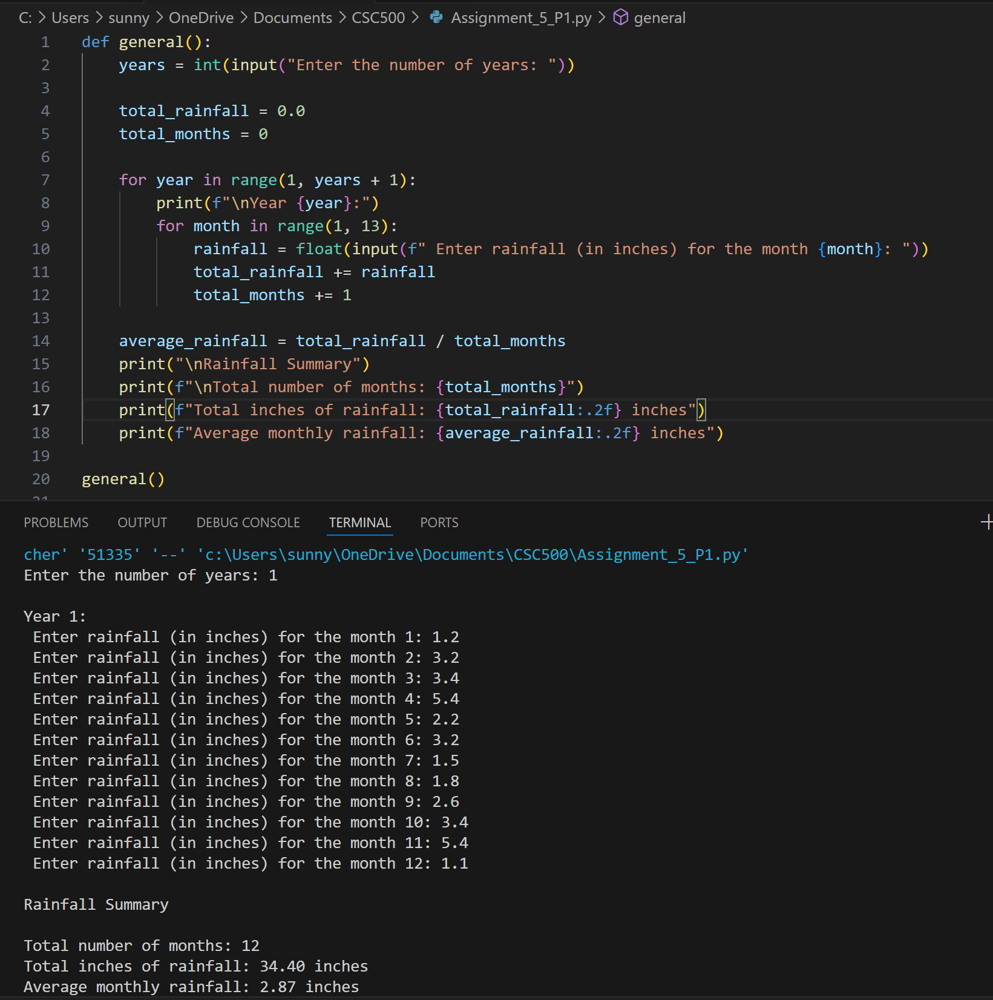 C: > Users > sunny > OneDrive > Documents > CSC500 > Assignment_5_P1.py > general
1 def general():
2     years = int(input("Enter the number of years: "))
3
4     total_rainfall = 0.0
5     total_months = 0
6
7     for year in range(1, years + 1):
8         print(f"\nYear {year}:")
9         for month in range(1, 13):
10             rainfall = float(input(f" Enter rainfall (in inches) for the month {month}: "))
11             total_rainfall += rainfall
12             total_months += 1
13
14     average_rainfall = total_rainfall / total_months
15     print("\nRainfall Summary")
16     print(f"\nTotal number of months: {total_months}")
17     print(f"Total inches of rainfall: {total_rainfall:.2f} inches")
18     print(f"Average monthly rainfall: {average_rainfall:.2f} inches")
19
20 general()
21
PROBLEMS OUTPUT DEBUG CONSOLE TERMINAL PORTS +
cher' '51335' '--' 'c:\Users\sunny\OneDrive\Documents\CSC500\Assignment_5_P1.py'
Enter the number of years: 1

Year 1:
 Enter rainfall (in inches) for the month 1: 1.2
 Enter rainfall (in inches) for the month 2: 3.2
 Enter rainfall (in inches) for the month 3: 3.4
 Enter rainfall (in inches) for the month 4: 5.4
 Enter rainfall (in inches) for the month 5: 2.2
 Enter rainfall (in inches) for the month 6: 3.2
 Enter rainfall (in inches) for the month 7: 1.5
 Enter rainfall (in inches) for the month 8: 1.8
 Enter rainfall (in inches) for the month 9: 2.6
 Enter rainfall (in inches) for the month 10: 3.4
 Enter rainfall (in inches) for the month 11: 5.4
 Enter rainfall (in inches) for the month 12: 1.1

Rainfall Summary

Total number of months: 12
Total inches of rainfall: 34.40 inches
Average monthly rainfall: 2.87 inches